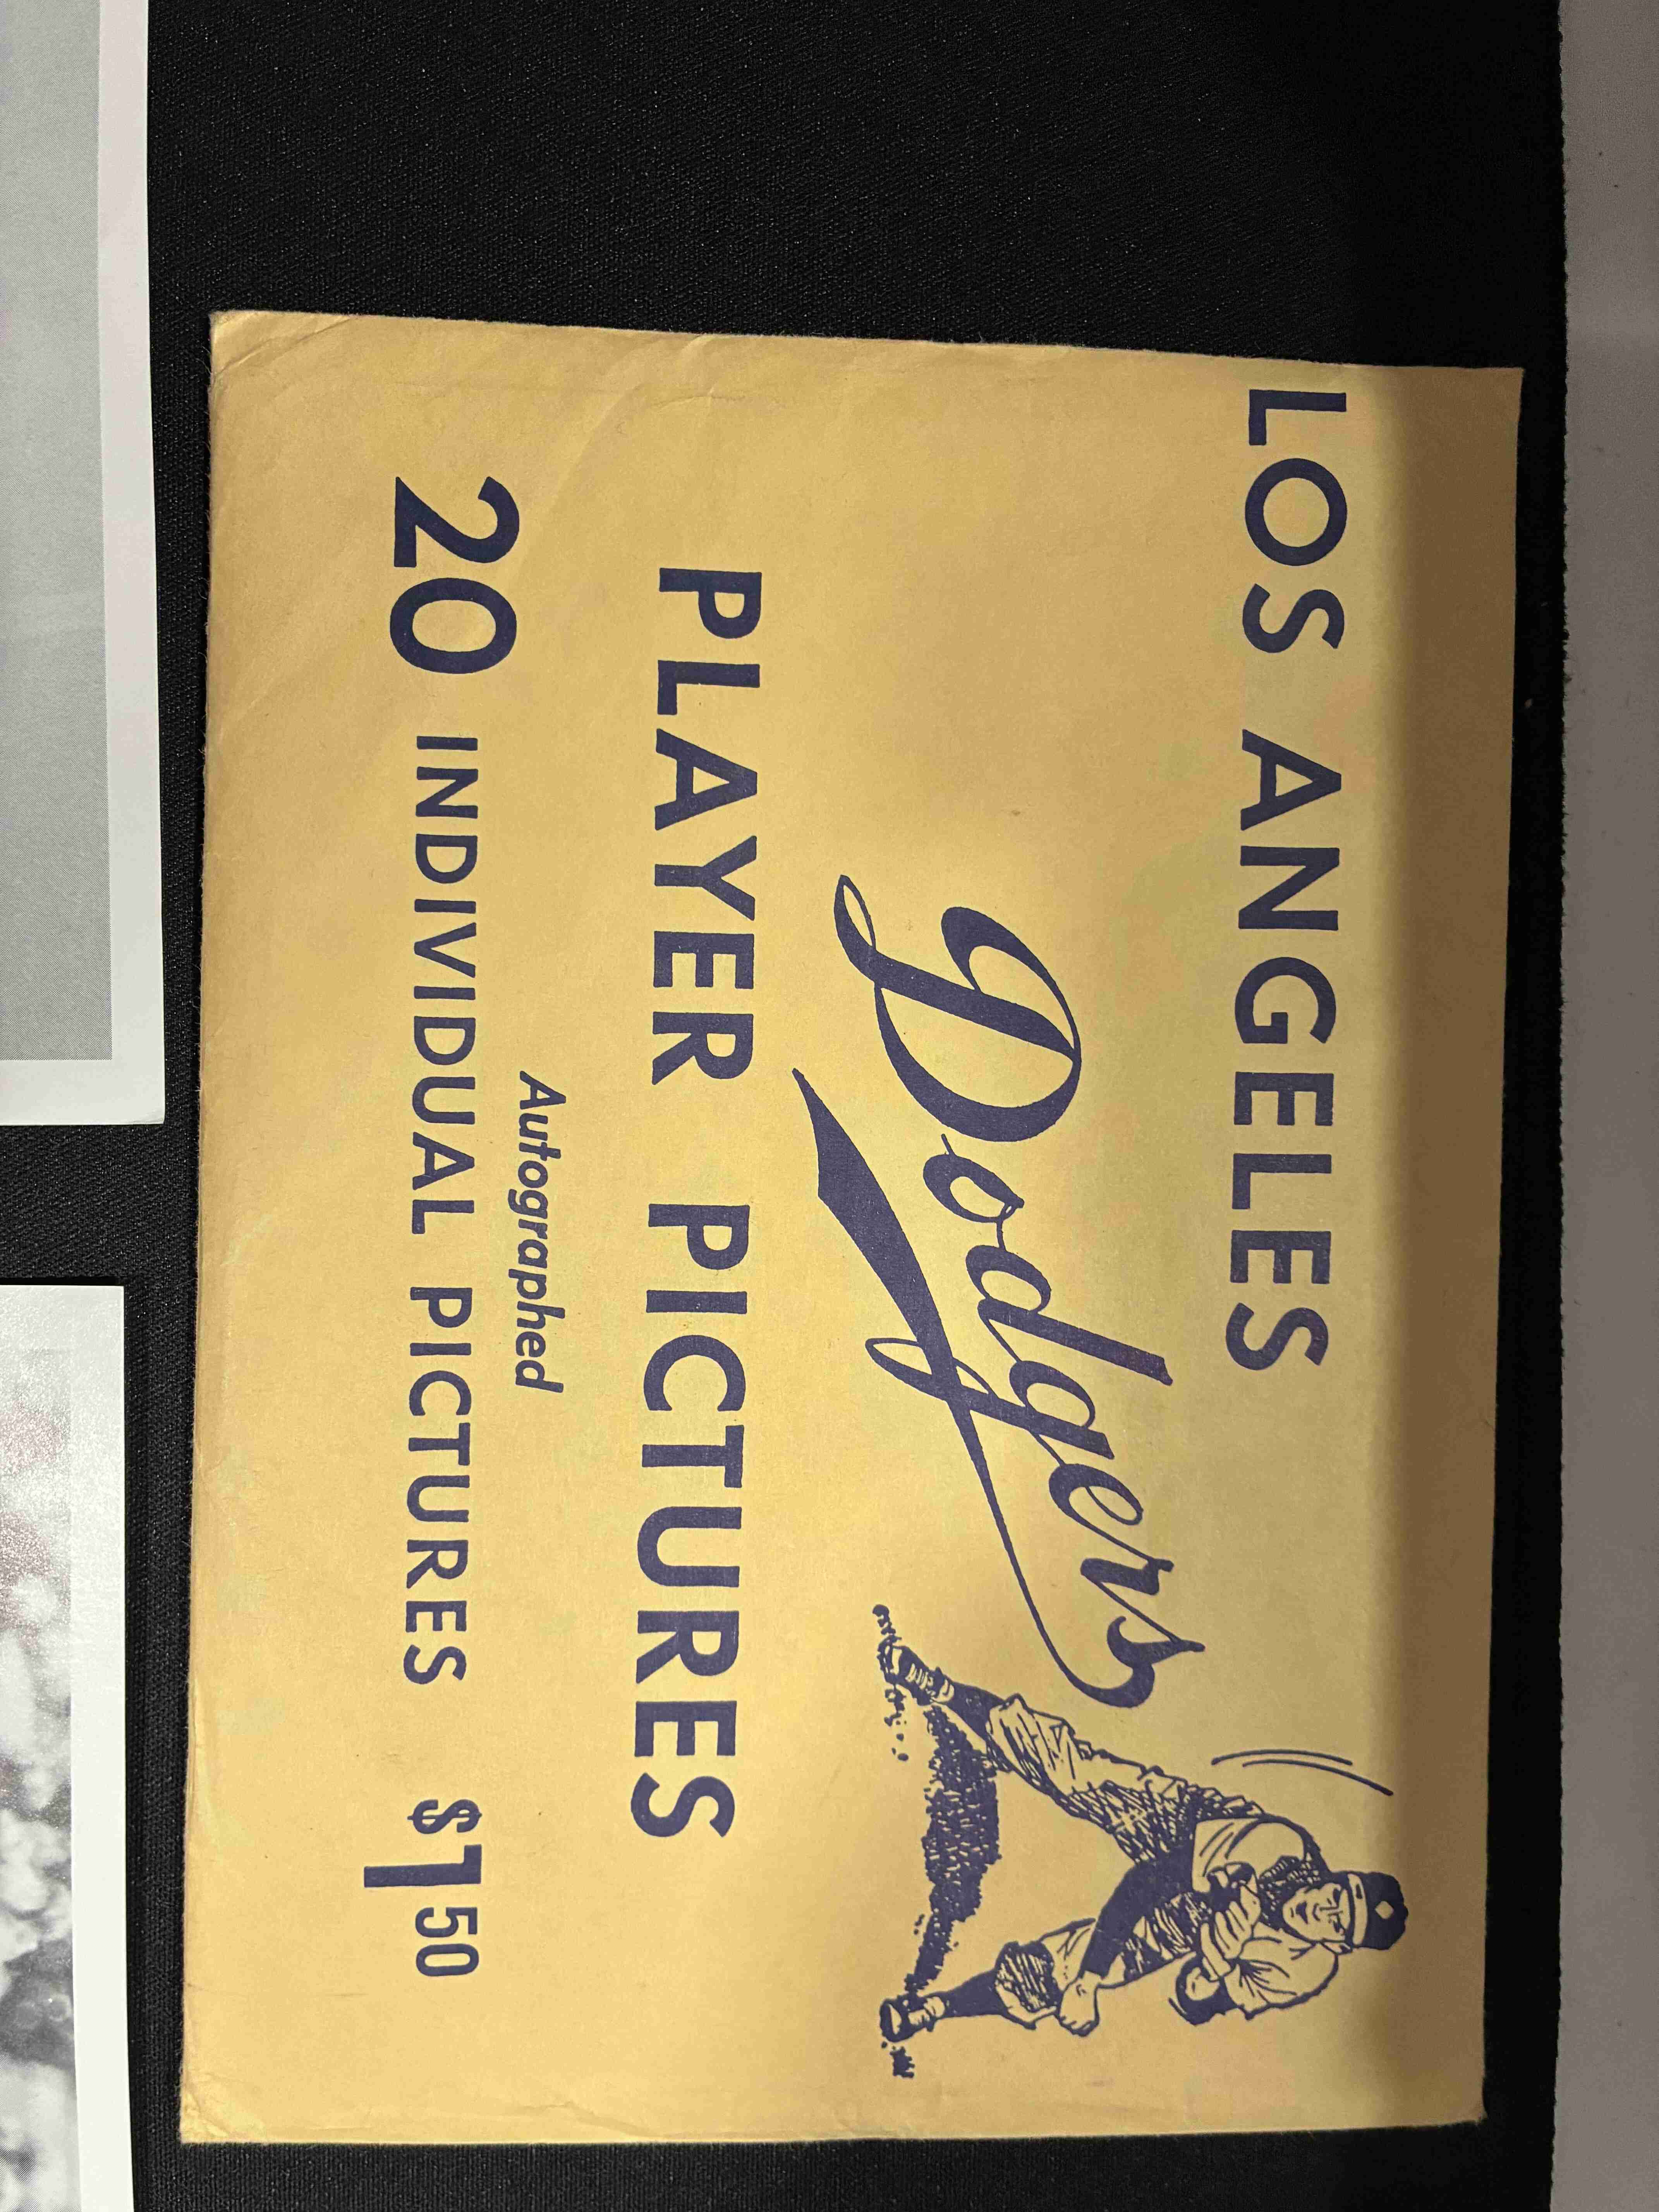 LOS ANGELES
Dodgers
PLAYER PICTURES
Autographed
20 INDIVIDUAL PICTURES $1.50